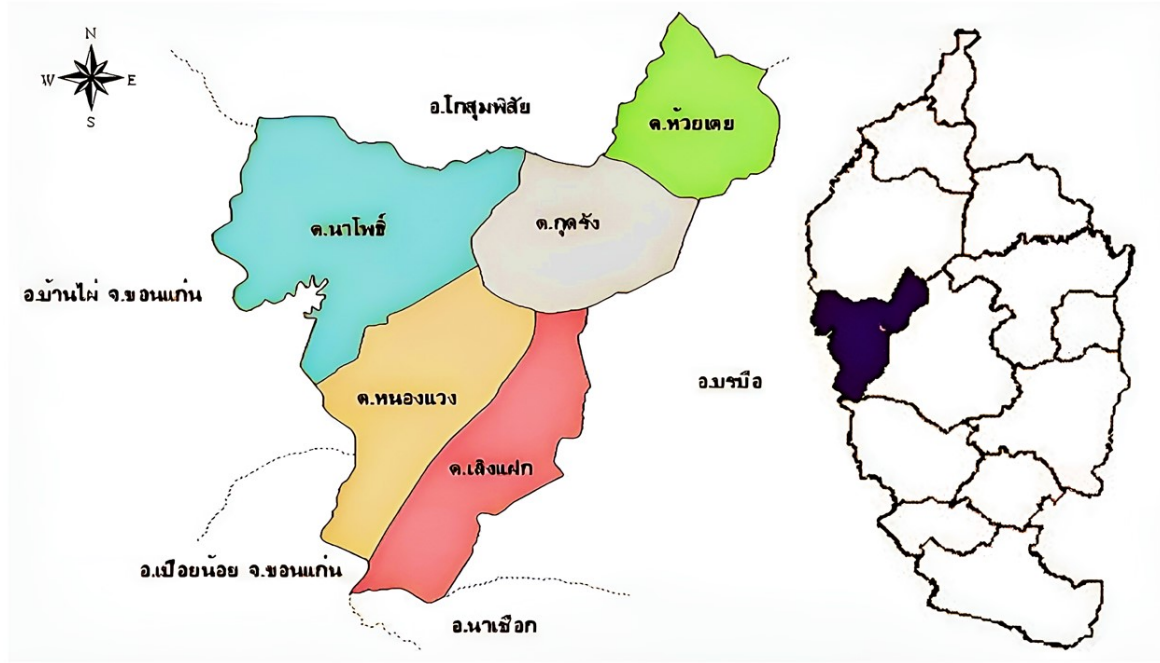 N
W E
S
อ.โกสุมพิสัย
ต.ห้วยเตย
ต.นาโพธิ์
ต.กุดรัง
อ.บ้านไผ่ จ.ขอนแก่น
อ.บรบือ
ต.หนองแวง
ต.เลิงแฝก
อ.เปือยน้อย จ.ขอนแก่น
อ.นาเชือก